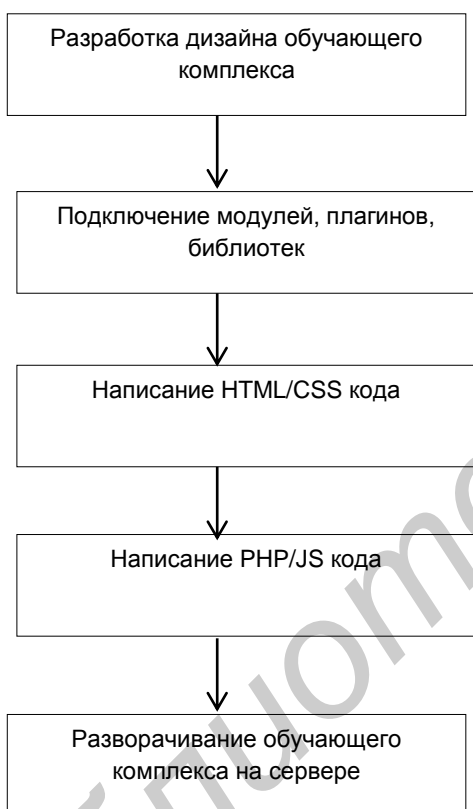 Разработка дизайна обучающего
комплекса
Подключение модулей, плагинов,
библиотек
Написание HTML/CSS кода
Написание PHP/JS кода
Разворачивание обучающего
комплекса на сервере